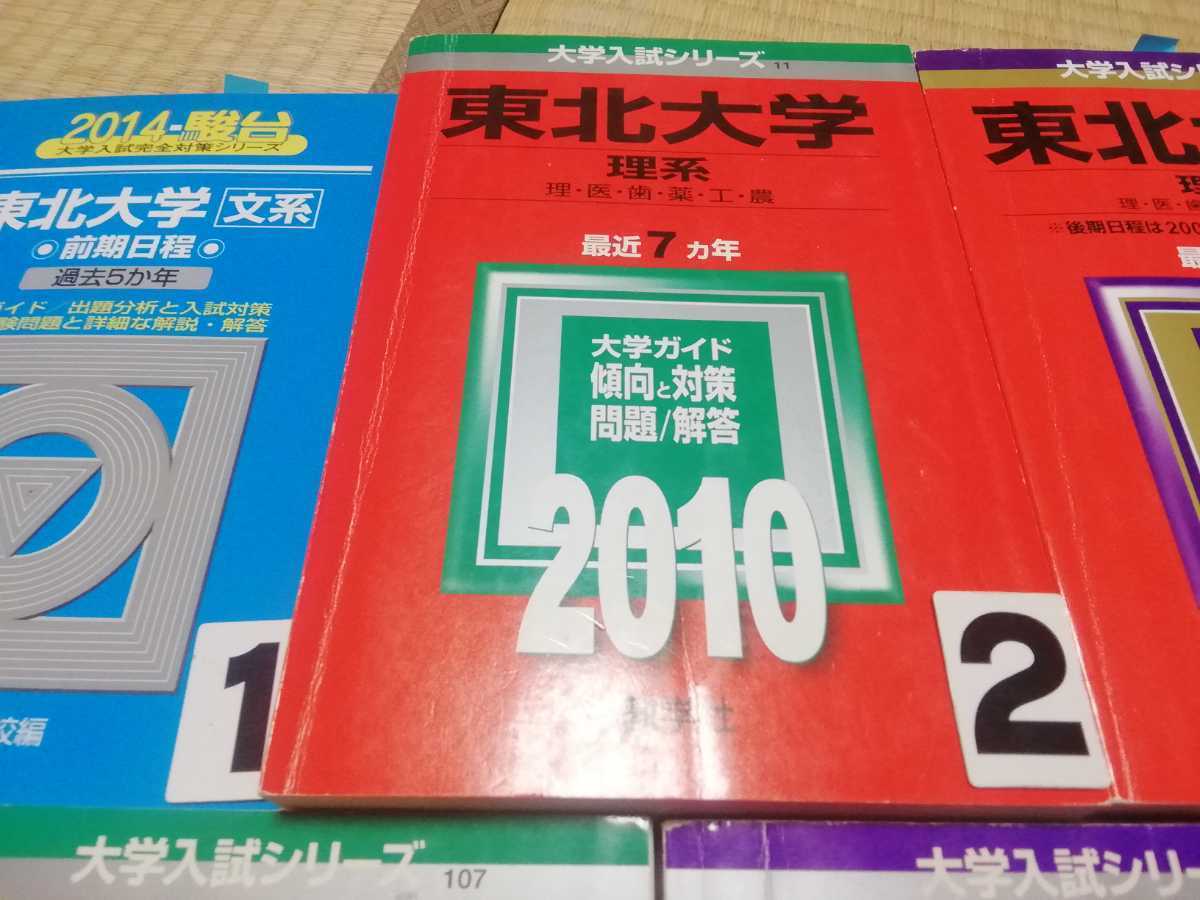 2014-駿台
大学入試完全対策シリーズ
東北大学 文系
前期日程
過去5か年
ガイド/出題分析と入試対策
験問題と詳細な解説・解答
校編
1
大学入試シリーズ 11
東北大学
理系
理・医・歯・薬・工・農
最近7ヵ年
大学ガイド
傾向と対策
問題/解答
2010
教学社
2
大学入試シ
東北
理・医・歯
※後期日程は200
大学入試シリーズ 107
大学入試シリー